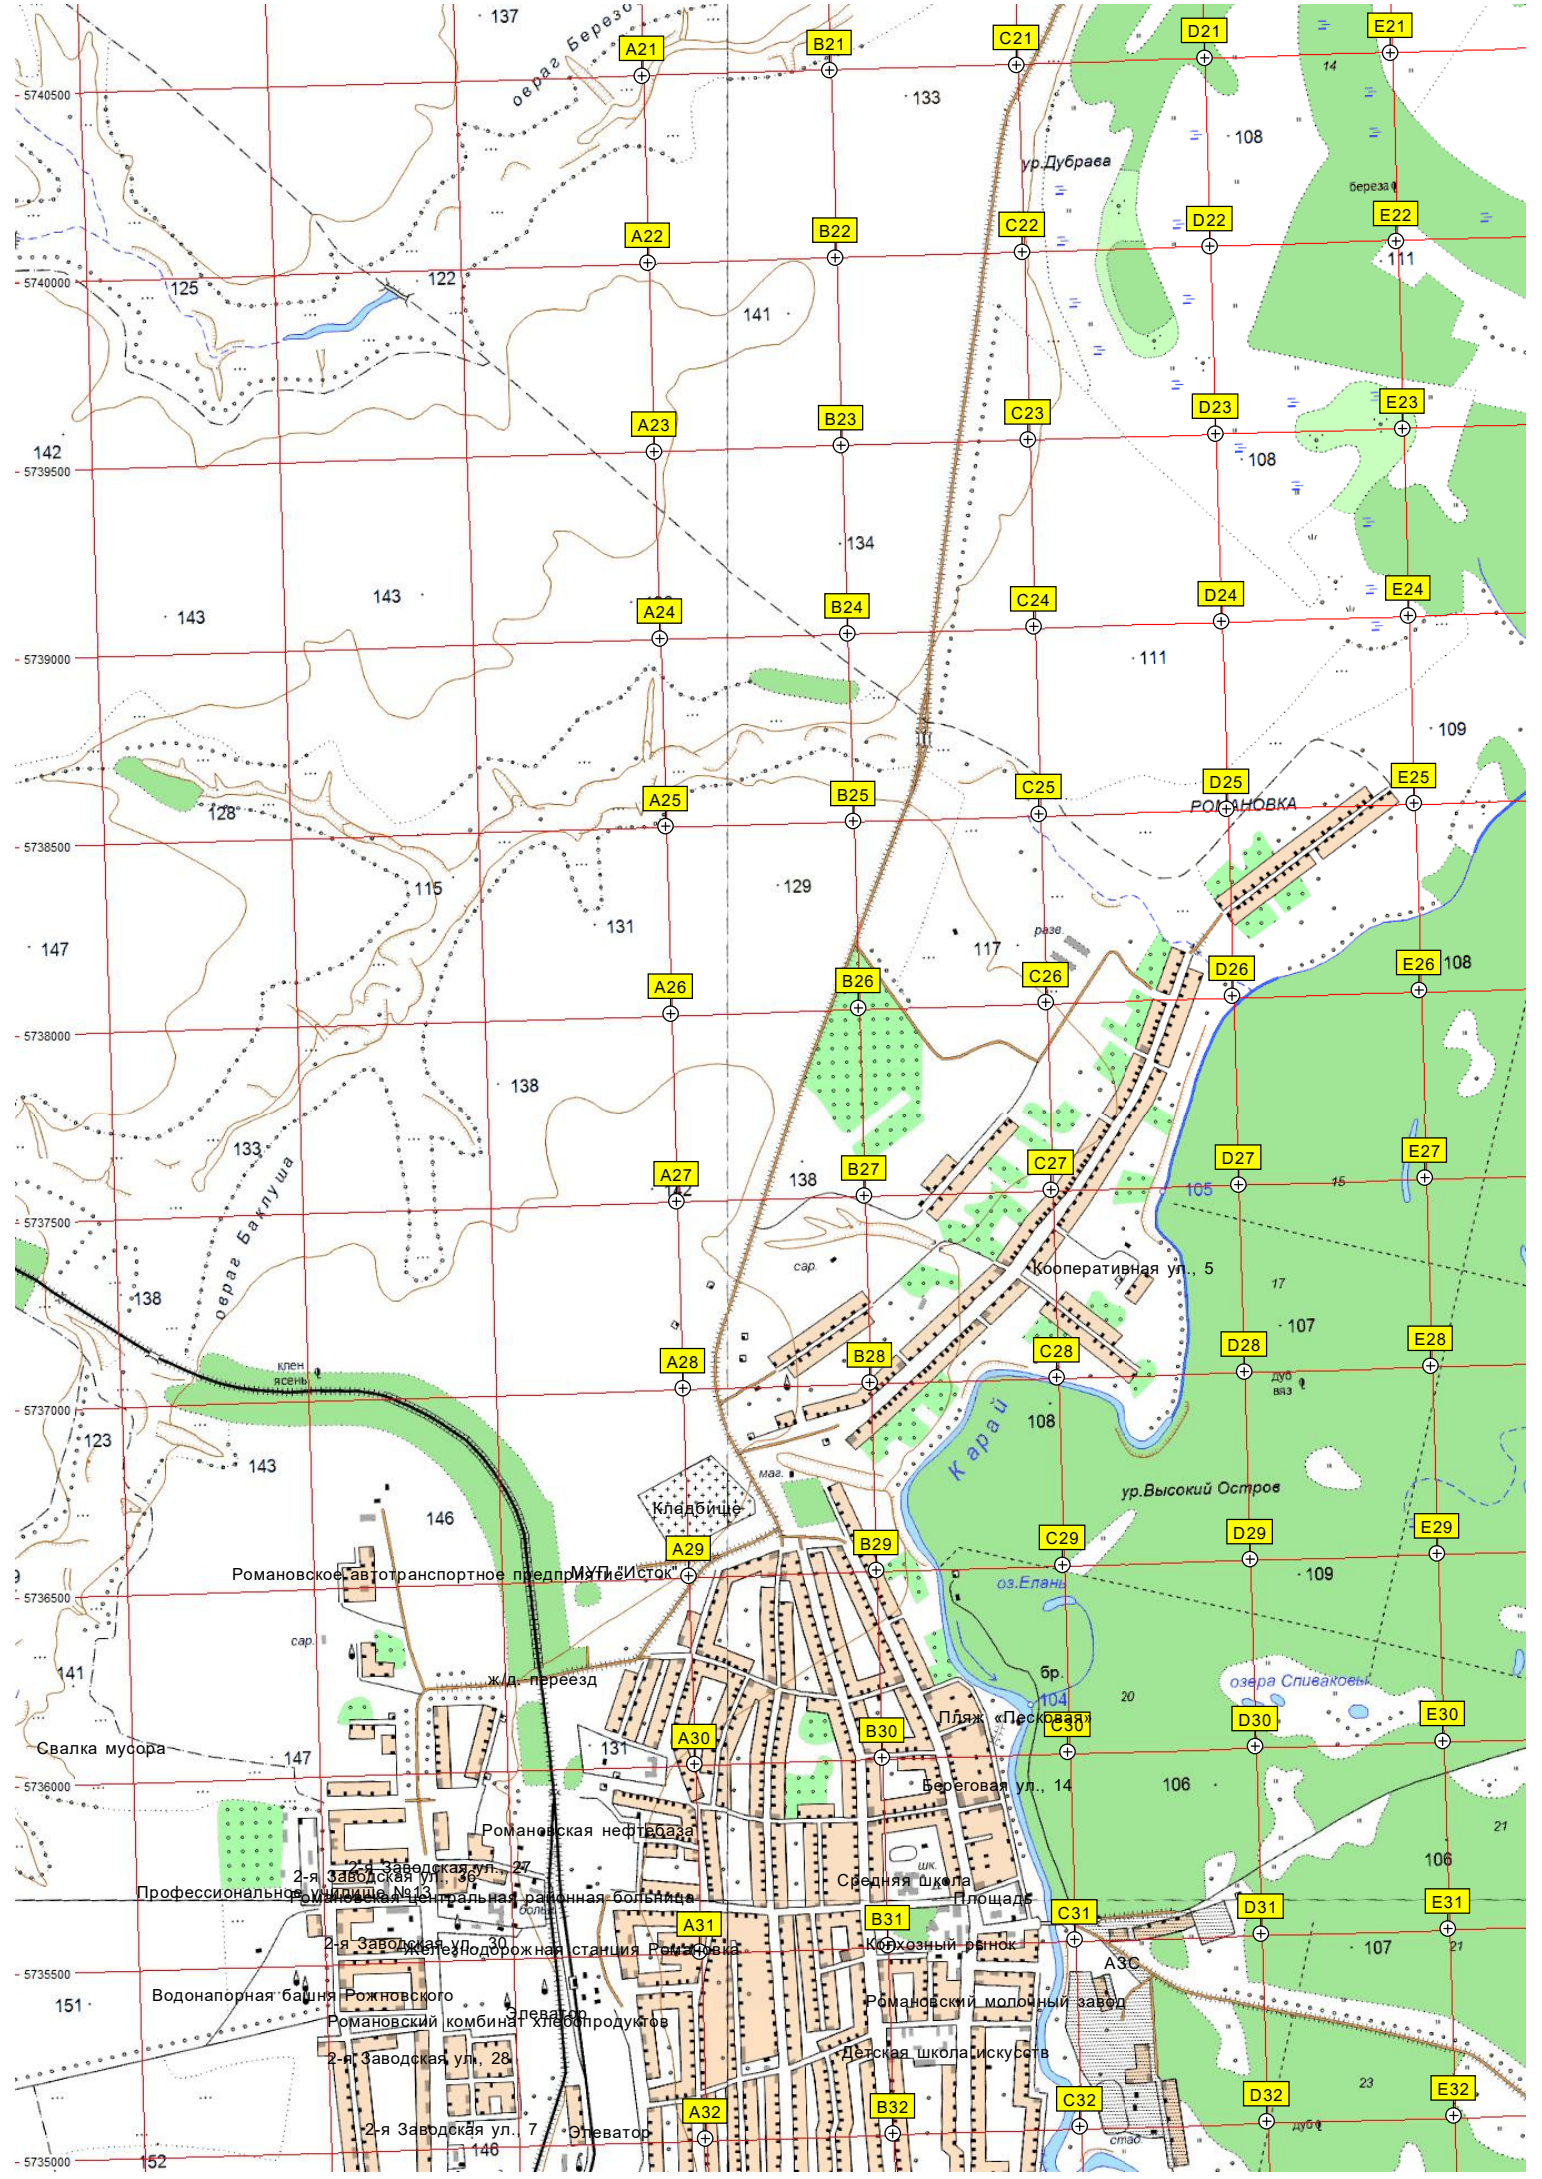 137
овраг Березо
A21
B21
C21
D21
E21
14
5740500
133
108
ур.Дубрава
береза
A22
B22
C22
D22
E22
111
122
125
5740000
141
A23
B23
C23
D23
E23
142
108
5739500
134
143
143
A24
B24
C24
D24
E24
5739000
111
109
A25
B25
C25
D25
E25
РОМАНОВКА
128
5738500
115
129
131
147
117
разв.
A26
B26
C26
D26
E26
108
5738000
138
133
овраг Баклуша
A27
138
B27
C27
D27
E27
105
15
5737500
сар.
Кооперативная ул., 5
17
138
107
клен
ясень
A28
B28
C28
D28
E28
дуб
вяз
5737000
123
108
Карай
143
маг.
ур.Высокий Остров
146
Кладбище
A29
B29
C29
D29
E29
Романовское автотранспортное предприятие
МУП "Исток"
оз.Елань
109
5736500
сар.
141
бр.
ж/д. переезд
104
20
озера Спиваковы
Пляж «Песковая»
A30
B30
C30
D30
E30
Свалка мусора
147
131
5736000
Береговая ул., 14
106
21
Романовская нефтебаза
106
2-я Заводская ул., 27
2-я Заводская ул., 36
шк.
Средняя школа
Профессиональное училище №13
Романовская центральная районная больница
Площадь
больн.
A31
B31
C31
D31
E31
2-я Заводская ул., 30
Железнодорожная станция Романовка
Колхозный рынок
107
21
АЗС
5735500
Водонапорная башня Рожновского
151
Элеватор
Романовский молочный завод
Романовский комбинат хлебопродуктов
2-я Заводская ул., 28
Детская школа искусств
23
A32
B32
C32
D32
E32
2-я Заводская ул., 7
Элеватор
дуб
стад.
146
152
5735000